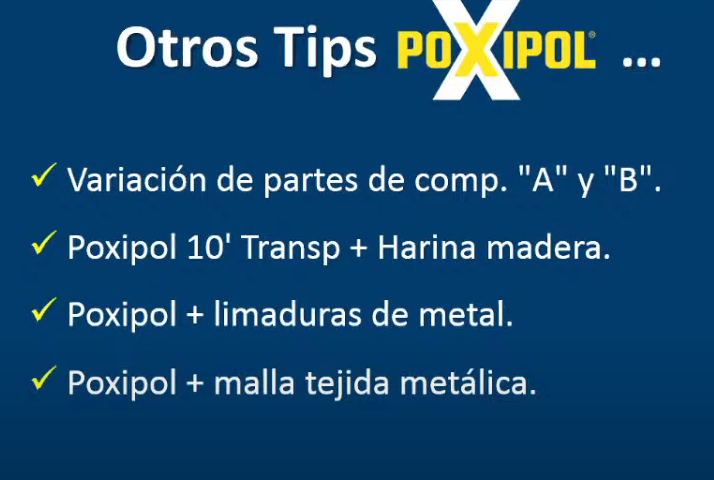 Otros Tips POXIPOL® ...
Variación de partes de comp. "A" y "B".
Poxipol 10' Transp + Harina madera.
Poxipol + limaduras de metal.
Poxipol + malla tejida metálica.